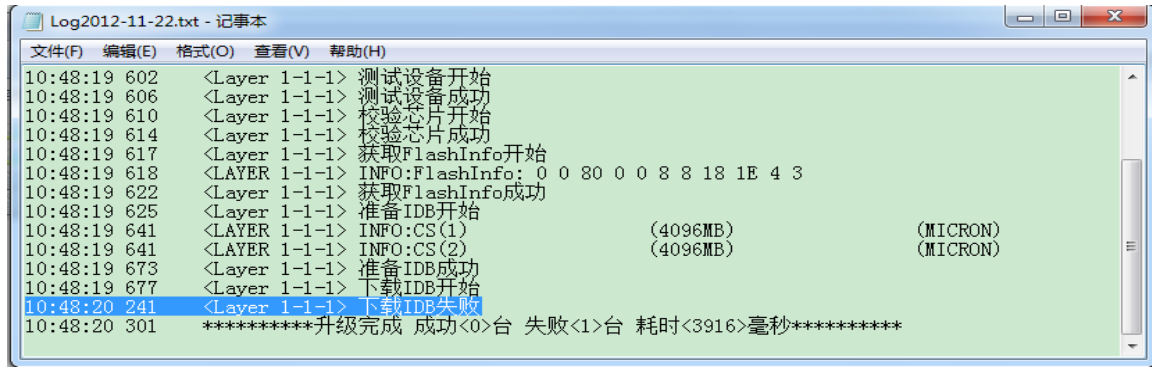 Log2012-11-22.txt - 记事本
文件(F) 编辑(E) 格式(O) 查看(V) 帮助(H)
10:48:19 602 <Layer 1-1-1> 测试设备开始
10:48:19 606 <Layer 1-1-1> 测试设备成功
10:48:19 610 <Layer 1-1-1> 校验芯片开始
10:48:19 614 <Layer 1-1-1> 校验芯片成功
10:48:19 617 <Layer 1-1-1> 获取FlashInfo开始
10:48:19 618 <LAYER 1-1-1> INFO:FlashInfo: 0 0 80 0 0 8 8 18 1E 4 3
10:48:19 622 <Layer 1-1-1> 获取FlashInfo成功
10:48:19 625 <Layer 1-1-1> 准备IDB开始
10:48:19 641 <LAYER 1-1-1> INFO:CS(1) (4096MB) (MICRON)
10:48:19 641 <LAYER 1-1-1> INFO:CS(2) (4096MB) (MICRON)
10:48:19 673 <Layer 1-1-1> 准备IDB成功
10:48:19 677 <Layer 1-1-1> 下载IDB开始
10:48:20 241 <Layer 1-1-1> 下载IDB失败
10:48:20 301 **********升级完成 成功<0>台 失败<1>台 耗时<3916>毫秒**********